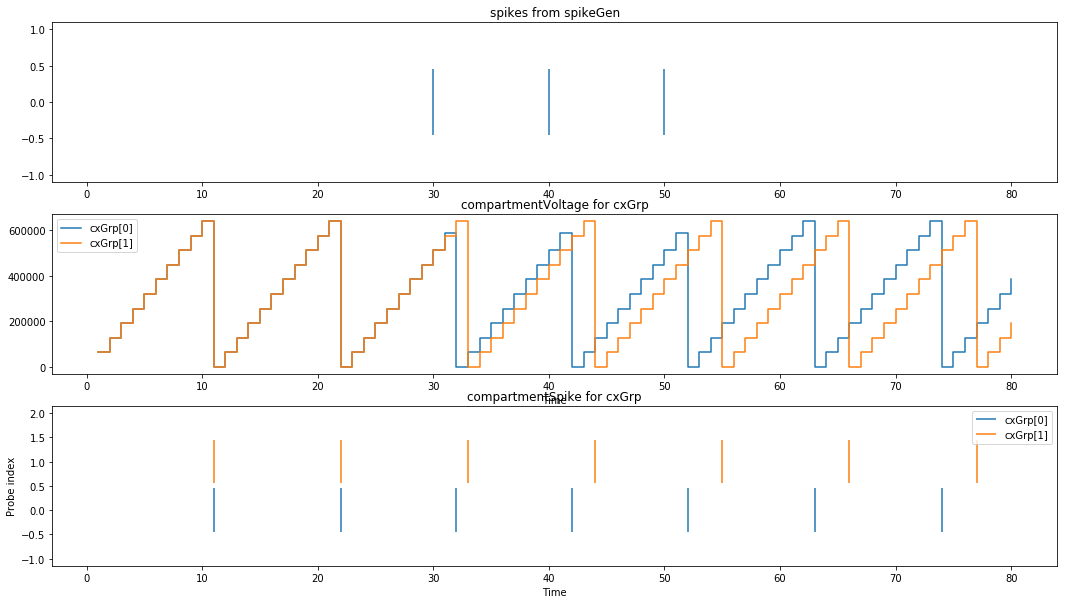 spikes from spikeGen
1.0
0.5
0.0
−0.5
−1.0
0 10 20 30 40 50 60 70 80
compartmentVoltage for cxGrp
cxGrp[0]
cxGrp[1]
600000
400000
200000
0
0 10 20 30 40 50 60 70 80
Time
compartmentSpike for cxGrp
cxGrp[0]
cxGrp[1]
Probe index
2.0
1.5
1.0
0.5
0.0
−0.5
−1.0
0 10 20 30 40 50 60 70 80
Time